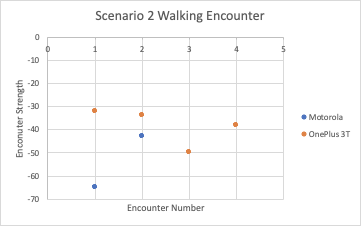 Scenario 2 Walking Encounter
0
0 1 2 3 4 5
-10
-20
-30
-40
-50
-60
-70
Enconuter Strength
Encounter Number
Motorola
OnePlus 3T